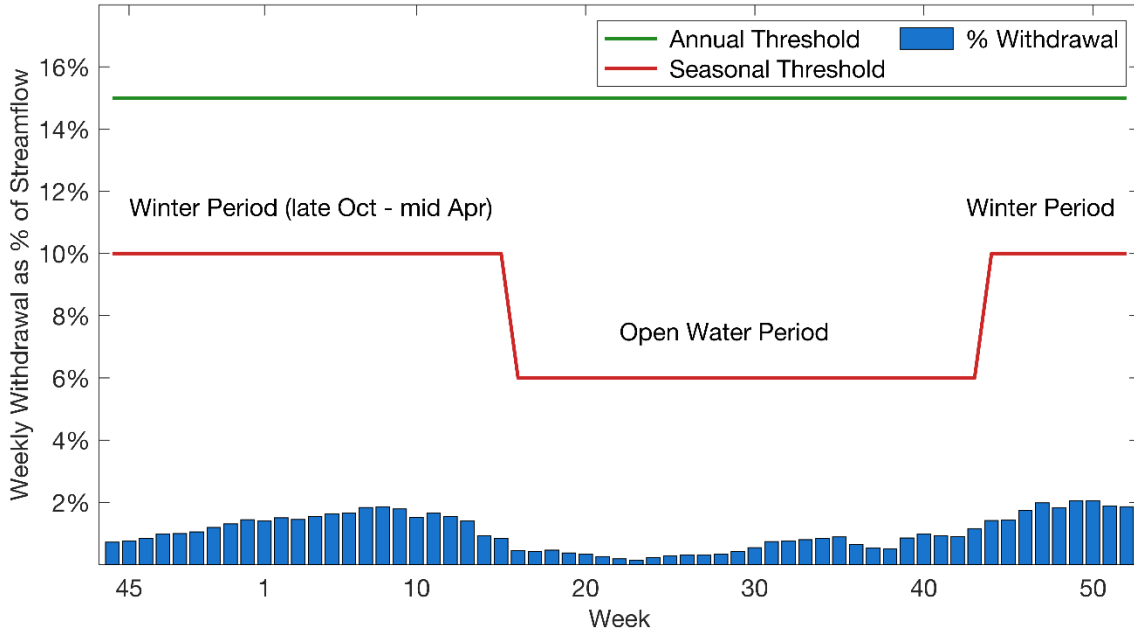 Annual Threshold
% Withdrawal
Seasonal Threshold
16%
14%
12%
10%
8%
6%
4%
2%
Weekly Withdrawal as % of Streamflow
Winter Period (late Oct - mid Apr)
Winter Period
Open Water Period
45
1
10
20
30
40
50
Week